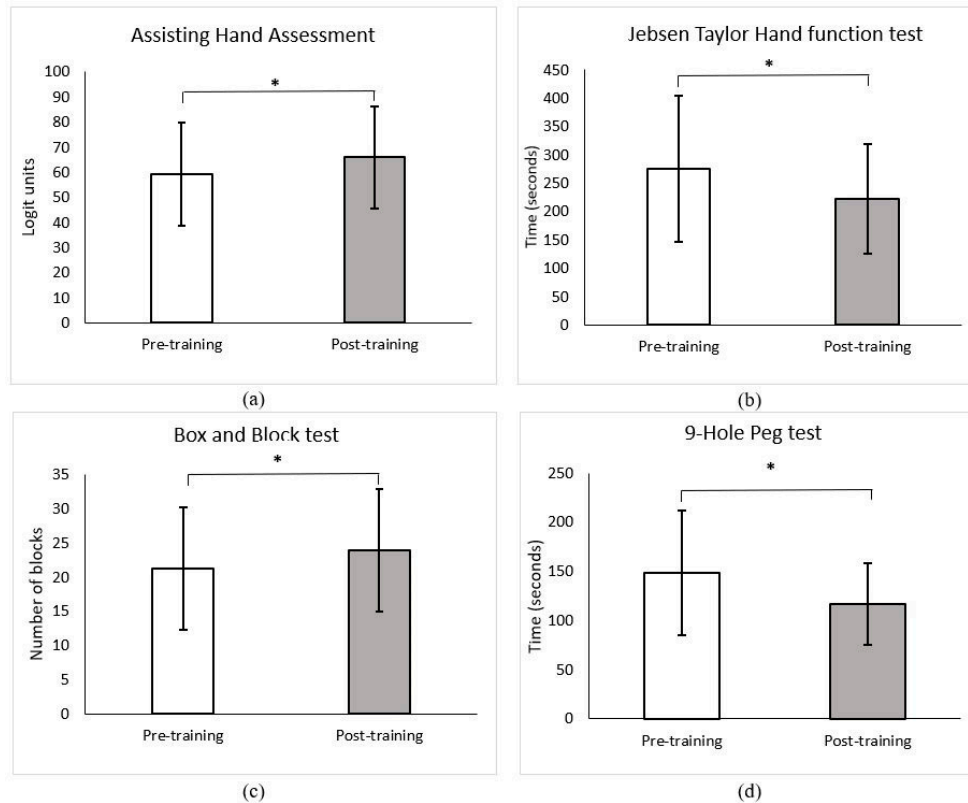 Assisting Hand Assessment
*
100
90
80
70
60
50
40
30
20
10
0
Logit units
Pre-training Post-training
(a)
Jebsen Taylor Hand function test
*
450
400
350
300
250
200
150
100
50
0
Time (seconds)
Pre-training Post-training
(b)
Box and Block test
*
35
30
25
20
15
10
5
0
Number of blocks
Pre-training Post-training
(c)
9-Hole Peg test
*
250
200
150
100
50
0
Time (seconds)
Pre-training Post-training
(d)